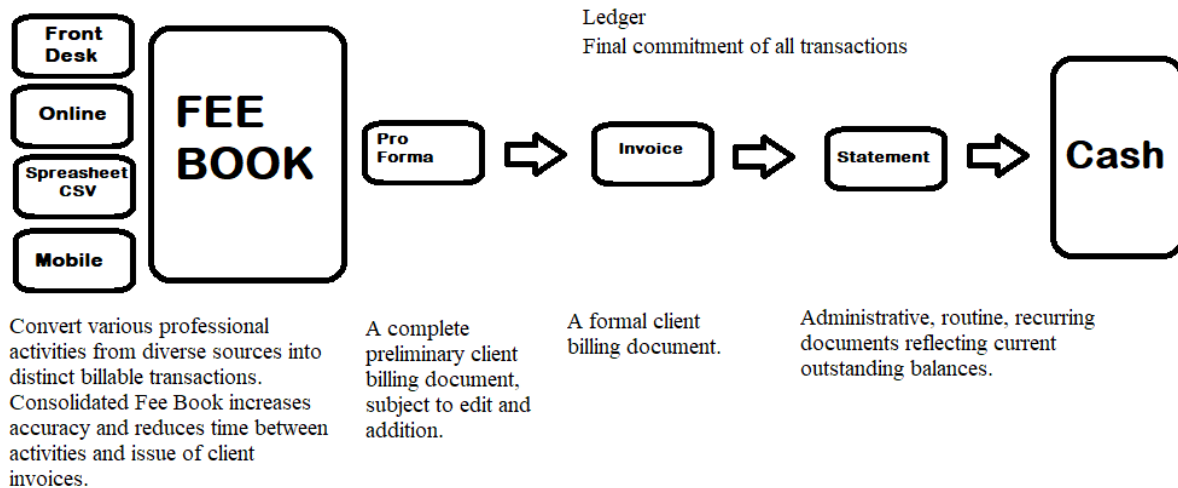 Front
Desk
Online
Spreasheet
CSV
Mobile
FEE
BOOK
Ledger
Final commitment of all transactions
Pro
Forma
Invoice
Statement
Cash
Convert various professional
activities from diverse sources into
distinct billable transactions.
Consolidated Fee Book increases
accuracy and reduces time between
activities and issue of client
invoices.
A complete
preliminary client
billing document,
subject to edit and
addition.
A formal client
billing document.
Administrative, routine, recurring
documents reflecting current
outstanding balances.